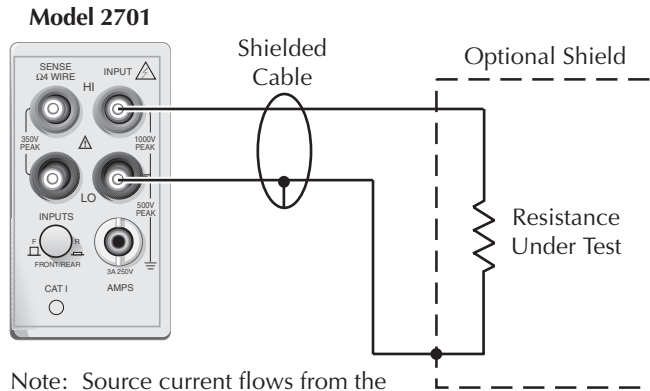 Model 2701
SENSE
Ω4 WIRE
INPUT
HI
350V
PEAK
1000V
PEAK
LO
500V
PEAK
INPUTS
F
R
FRONT/REAR
3A 250V
CAT I
AMPS
Shielded
Cable
Optional Shield
Resistance
Under Test
Note: Source current flows from the